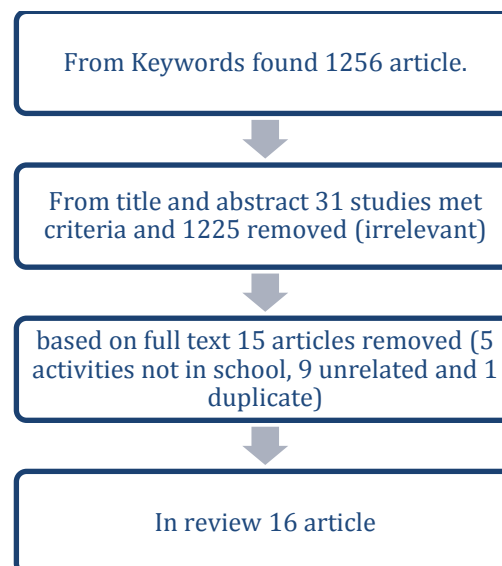 From Keywords found 1256 article.
From title and abstract 31 studies met
criteria and 1225 removed (irrelevant)
based on full text 15 articles removed (5
activities not in school, 9 unrelated and 1
duplicate)
In review 16 article